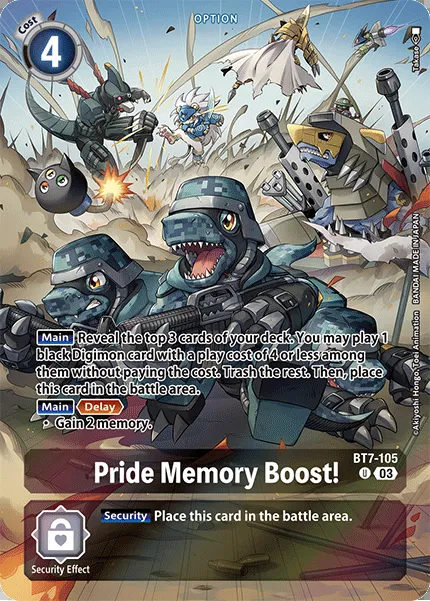 OPTION
Cost
4
Takase
©Akiyoshi Hongo, Toei Animation BANDAI MADE IN JAPAN
Main Reveal the top 3 cards of your deck. You may play 1
black Digimon card with a play cost of 4 or less among
them without paying the cost. Trash the rest. Then, place
this card in the battle area.
Main Delay
• Gain 2 memory.
BT7-105
Pride Memory Boost!
U 03
Security Place this card in the battle area.
Security Effect